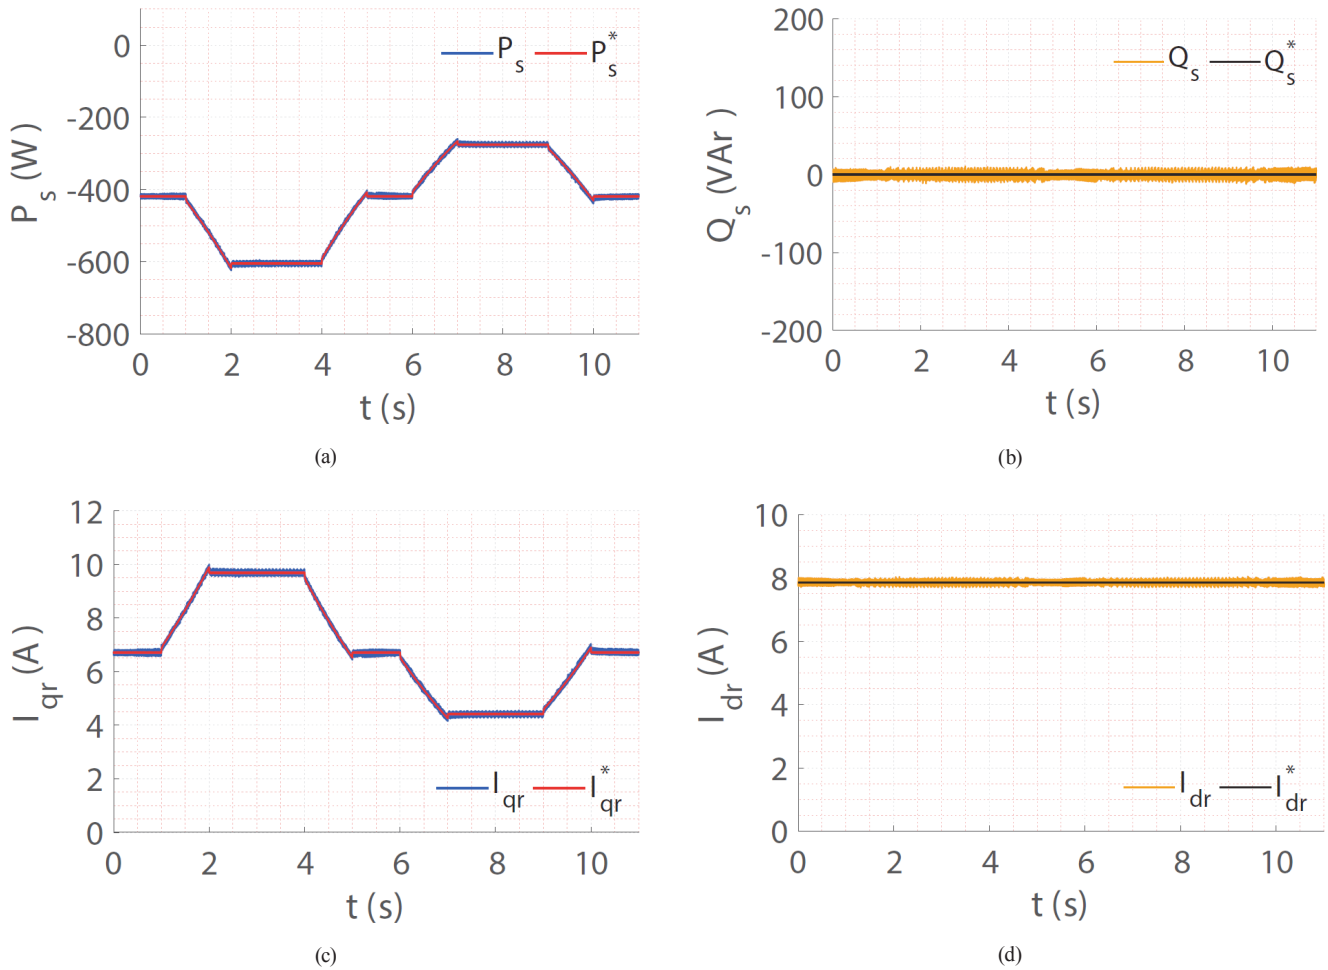 0
-200
-400
-600
-800
P_s (W)
P_s P_s^*
0 2 4 6 8 10
t (s)
(a)
200
100
0
-100
-200
Q_s (VAr)
Q_s Q_s^*
0 2 4 6 8 10
t (s)
(b)
12
10
8
6
4
2
0
I_qr (A)
I_qr I_qr^*
0 2 4 6 8 10
t (s)
(c)
10
8
6
4
2
0
I_dr (A)
I_dr I_dr^*
0 2 4 6 8 10
t (s)
(d)